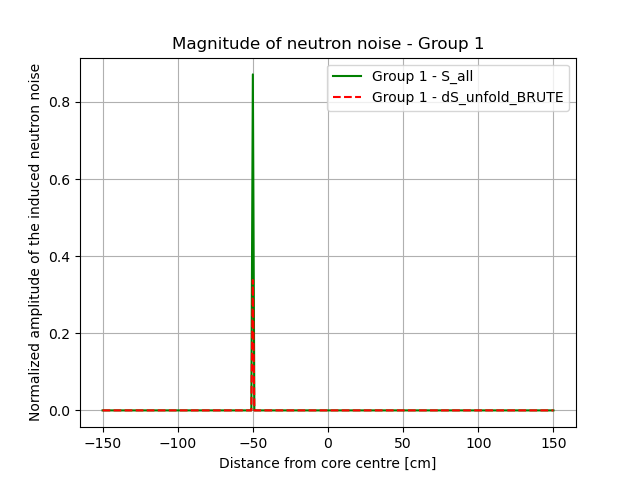 Magnitude of neutron noise - Group 1
Group 1 - S_all
Group 1 - dS_unfold_BRUTE
Normalized amplitude of the induced neutron noise
0.8
0.6
0.4
0.2
0.0
−150
−100
−50
0
50
100
150
Distance from core centre [cm]